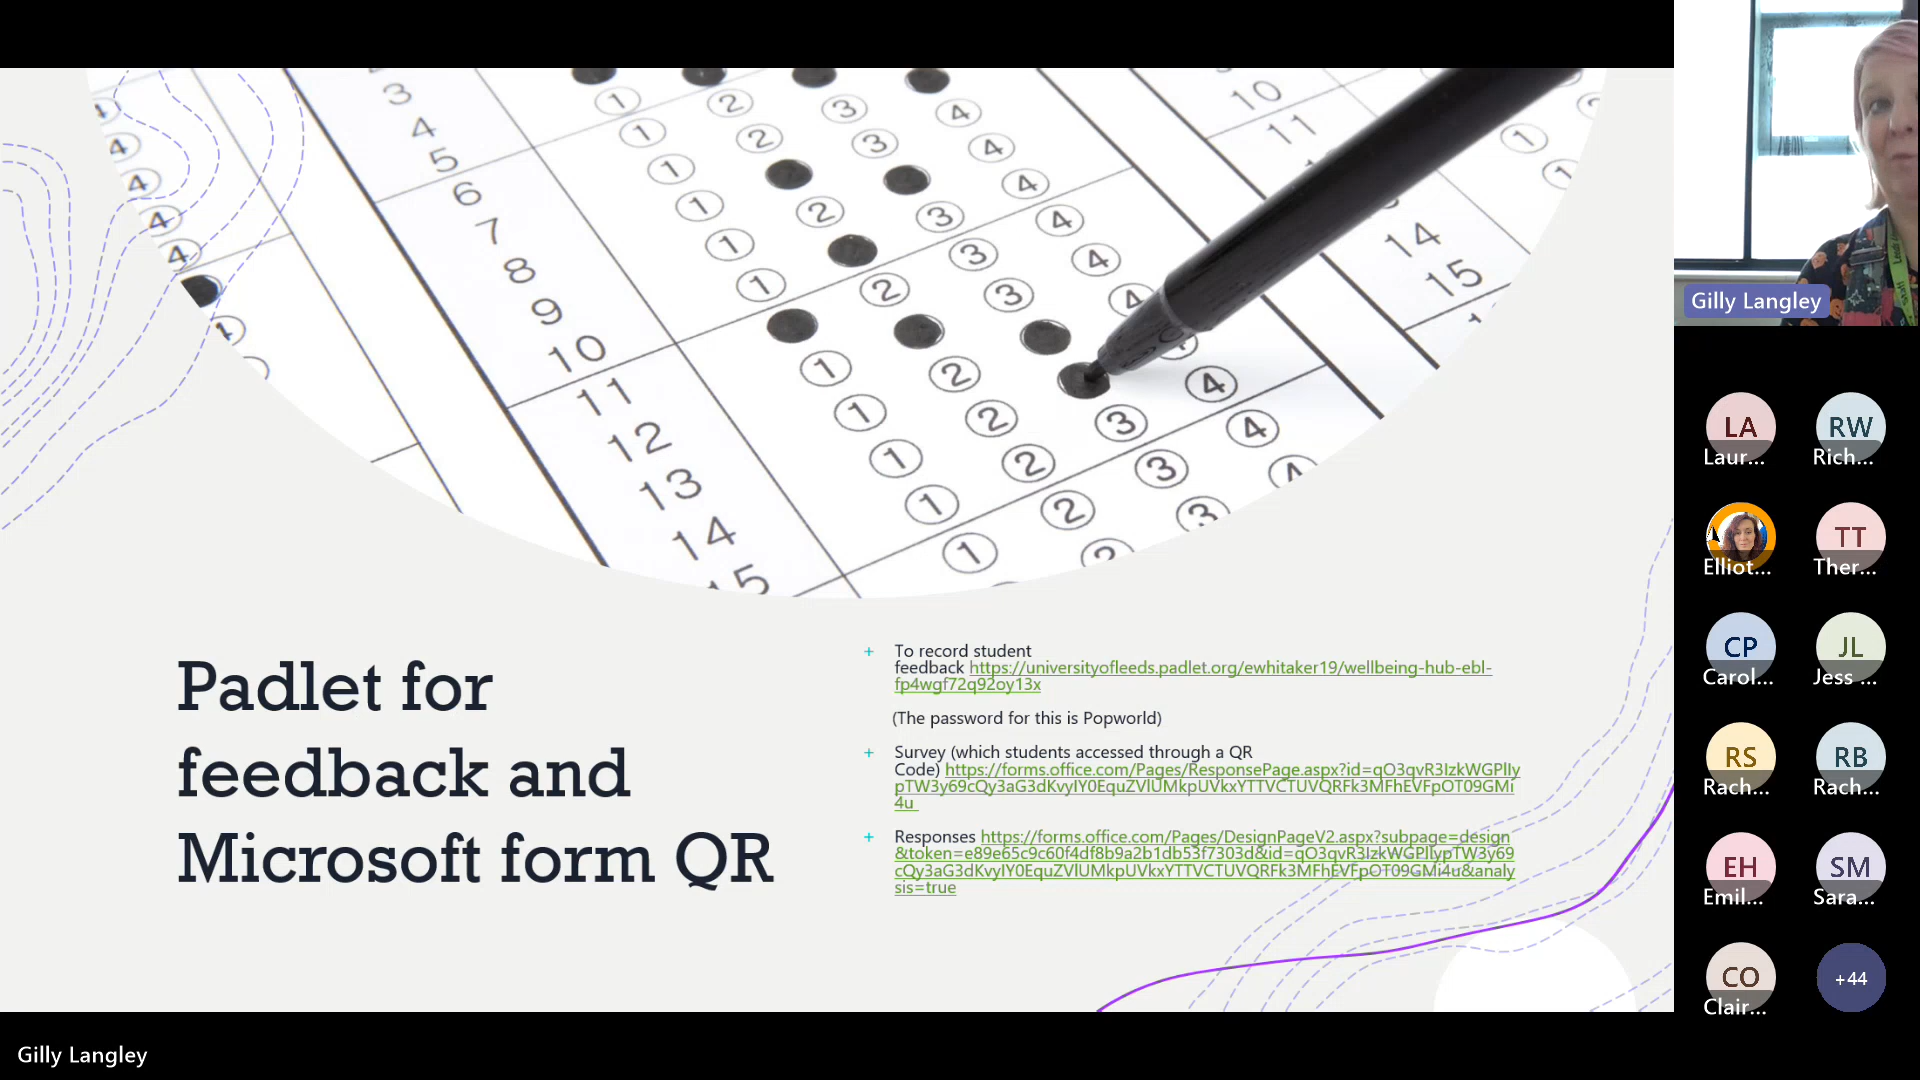 Padlet for
feedback and
Microsoft form QR
+ To record student
feedback https://universityofleeds.padlet.org/ewhitaker19/wellbeing-hub-ebl-
fp4wgf72q92oy13x
(The password for this is Popworld)
+ Survey (which students accessed through a QR
Code) https://forms.office.com/Pages/ResponsePage.aspx?id=qO3qvR3IzkWGPlIy
pTW3y69cQy3aG3dKvyIY0EquZVlUMkpUVkxYTTVCTUVQRFk3MFhEVFpOT09GMi
4u
+ Responses https://forms.office.com/Pages/DesignPageV2.aspx?subpage=design
&token=e89e65c9c60f4df8b9a2b1db53f7303d&id=qO3qvR3IzkWGPlIypTW3y69
cQy3aG3dKvyIY0EquZVlUMkpUVkxYTTVCTUVQRFk3MFhEVFpOT09GMi4u&analy
sis=true
Gilly Langley
LA
Laur...
RW
Rich...
Elliot...
TT
Ther...
CP
Carol...
JL
Jess ...
RS
Rach...
RB
Rach...
EH
Emil...
SM
Sara...
CO
Clair...
+44
Gilly Langley